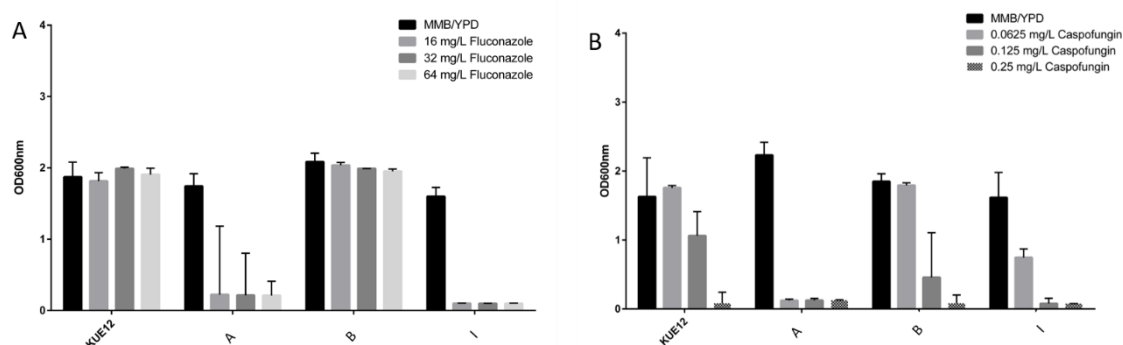 A
MMB/YPD
16 mg/L Fluconazole
32 mg/L Fluconazole
64 mg/L Fluconazole
OD600nm
4
3
2
1
0
KUE12
A
B
I
B
MMB/YPD
0.0625 mg/L Caspofungin
0.125 mg/L Caspofungin
0.25 mg/L Caspofungin
OD600nm
4
3
2
1
0
KUE12
A
B
I